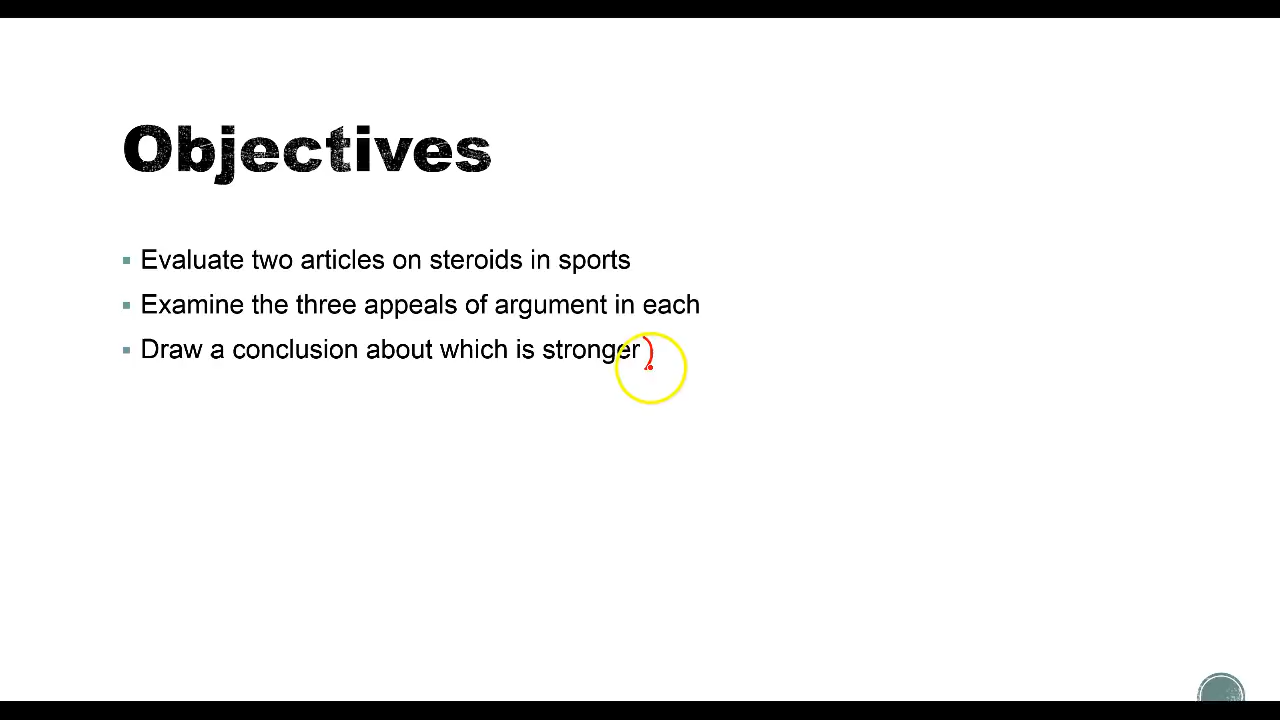 Objectives
Evaluate two articles on steroids in sports
Examine the three appeals of argument in each
Draw a conclusion about which is stronger